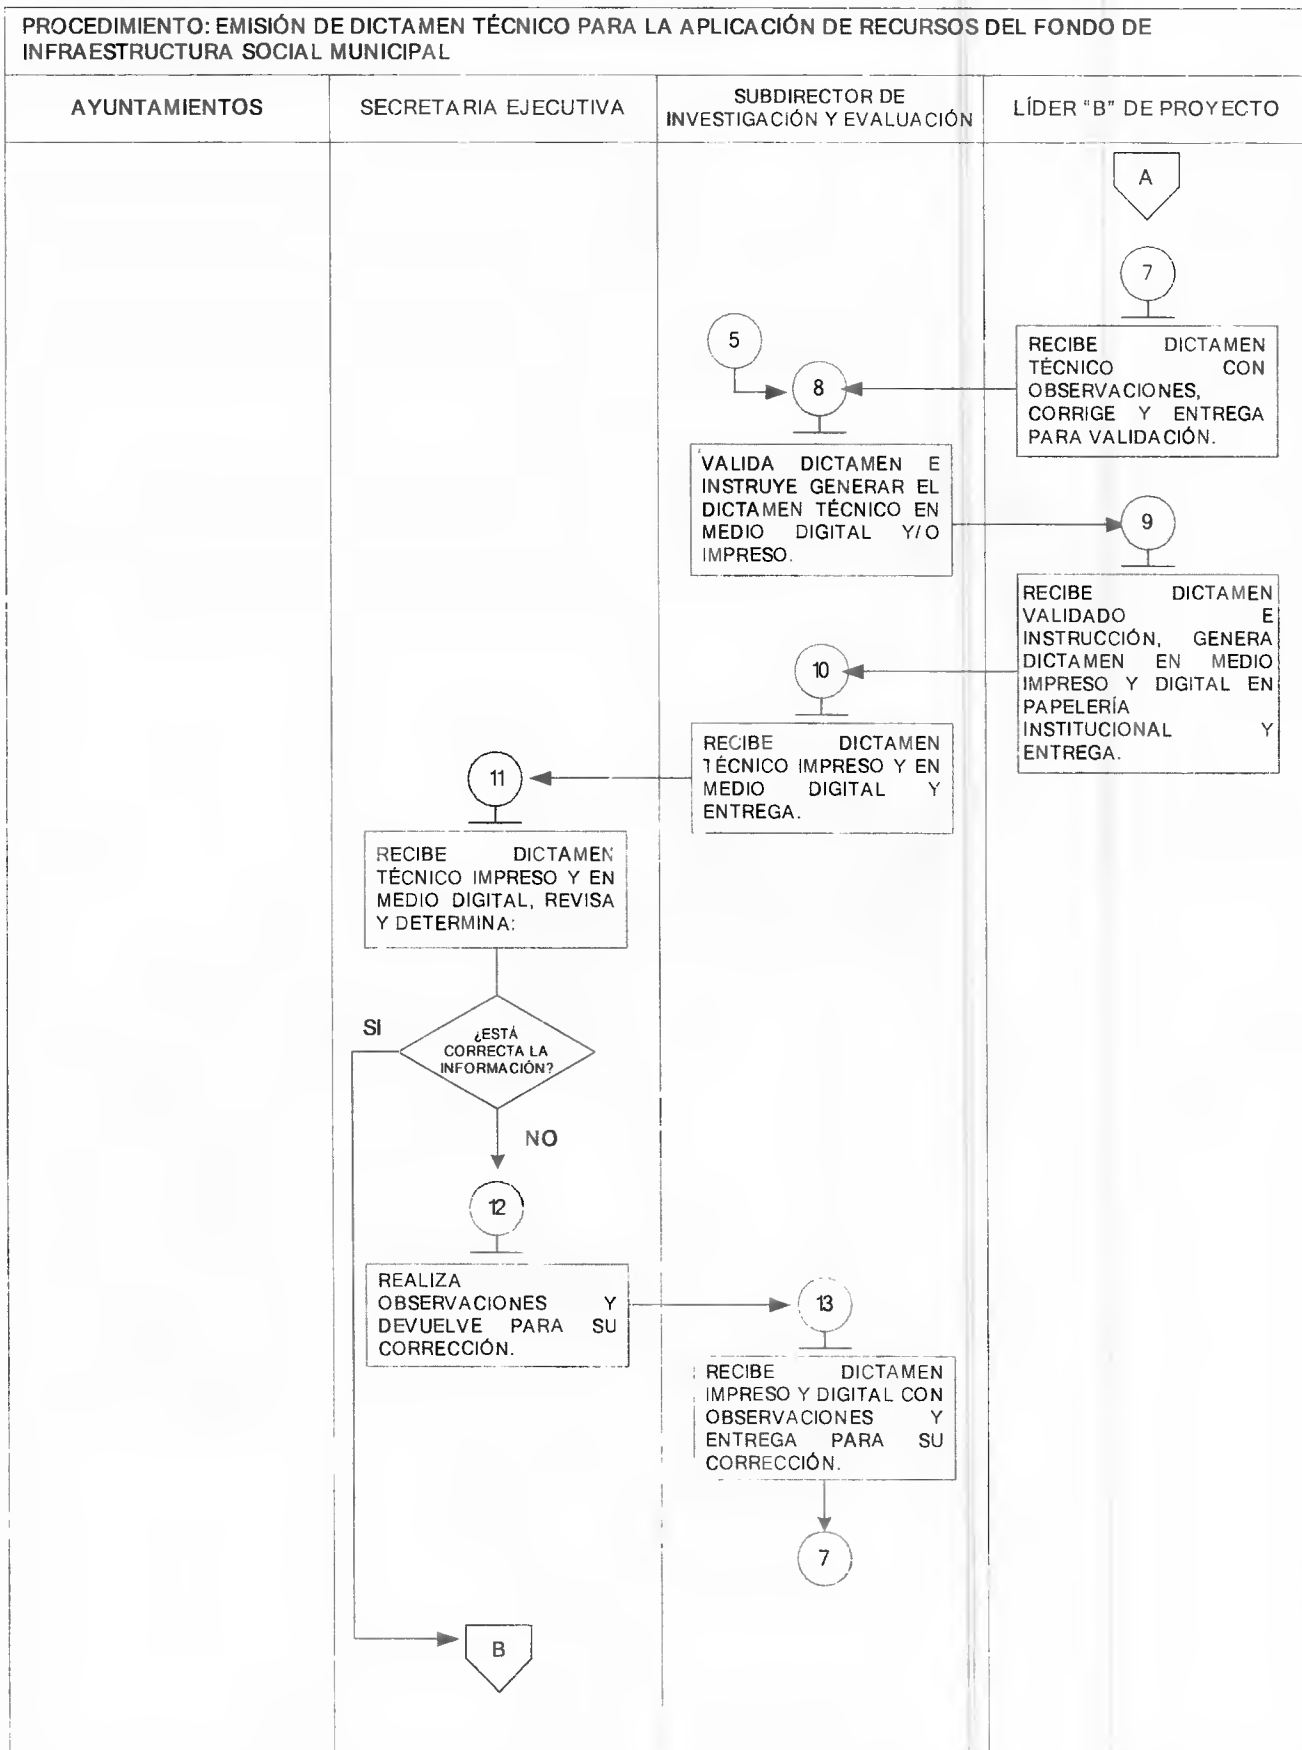 PROCEDIMIENTO: EMISIÓN DE DICTAMEN TÉCNICO PARA LA APLICACIÓN DE RECURSOS DEL FONDO DE
INFRAESTRUCTURA SOCIAL MUNICIPAL
AYUNTAMIENTOS
SECRETARIA EJECUTIVA
SUBDIRECTOR DE
INVESTIGACIÓN Y EVALUACIÓN
LÍDER "B" DE PROYECTO
A
7
RECIBE DICTAMEN
TÉCNICO CON
OBSERVACIONES,
CORRIGE Y ENTREGA
PARA VALIDACIÓN.
5
8
VALIDA DICTAMEN E
INSTRUYE GENERAR EL
DICTAMEN TÉCNICO EN
MEDIO DIGITAL Y/O
IMPRESO.
9
RECIBE DICTAMEN
VALIDADO E
INSTRUCCIÓN, GENERA
DICTAMEN EN MEDIO
IMPRESO Y DIGITAL EN
PAPELERÍA
INSTITUCIONAL Y
ENTREGA.
10
RECIBE DICTAMEN
TÉCNICO IMPRESO Y EN
MEDIO DIGITAL Y
ENTREGA.
11
RECIBE DICTAMEN
TÉCNICO IMPRESO Y EN
MEDIO DIGITAL, REVISA
Y DETERMINA:
SI
¿ESTÁ
CORRECTA LA
INFORMACIÓN?
NO
12
REALIZA
OBSERVACIONES Y
DEVUELVE PARA SU
CORRECCIÓN.
13
RECIBE DICTAMEN
IMPRESO Y DIGITAL CON
OBSERVACIONES Y
ENTREGA PARA SU
CORRECCIÓN.
7
B